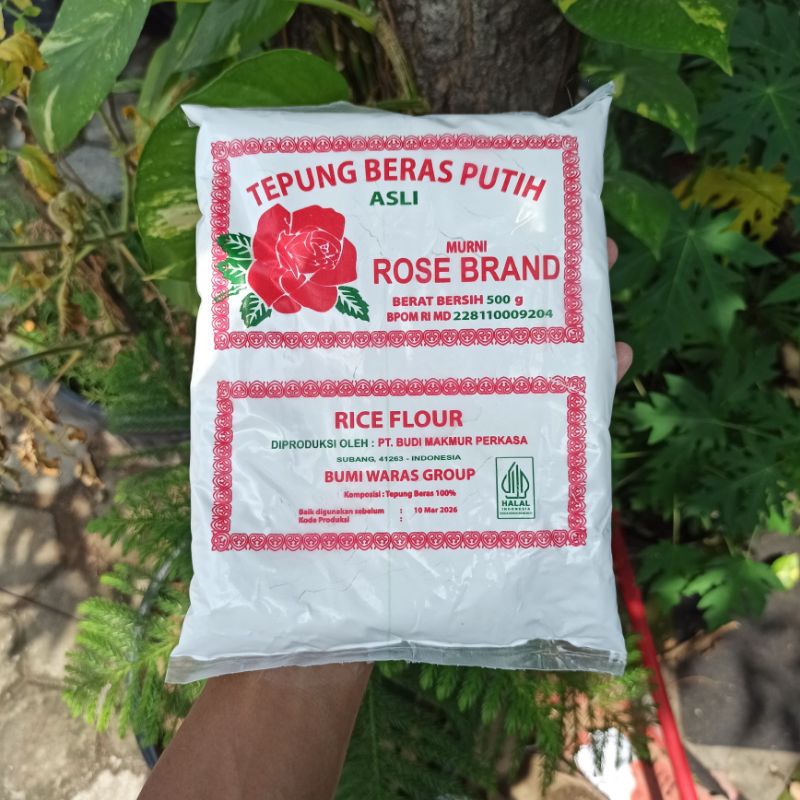 TEPUNG BERAS PUTIH
ASLI
MURNI
ROSE BRAND
BERAT BERSIH 500 g
BPOM RI MD 228110009204
RICE FLOUR
DIPRODUKSI OLEH : PT. BUDI MAKMUR PERKASA
SUBANG, 41263 - INDONESIA
BUMI WARAS GROUP
Komposisi : Tepung Beras 100%
HALAL
INDONESIA
Baik digunakan sebelum : 10 Mar 2026
Kode Produksi :